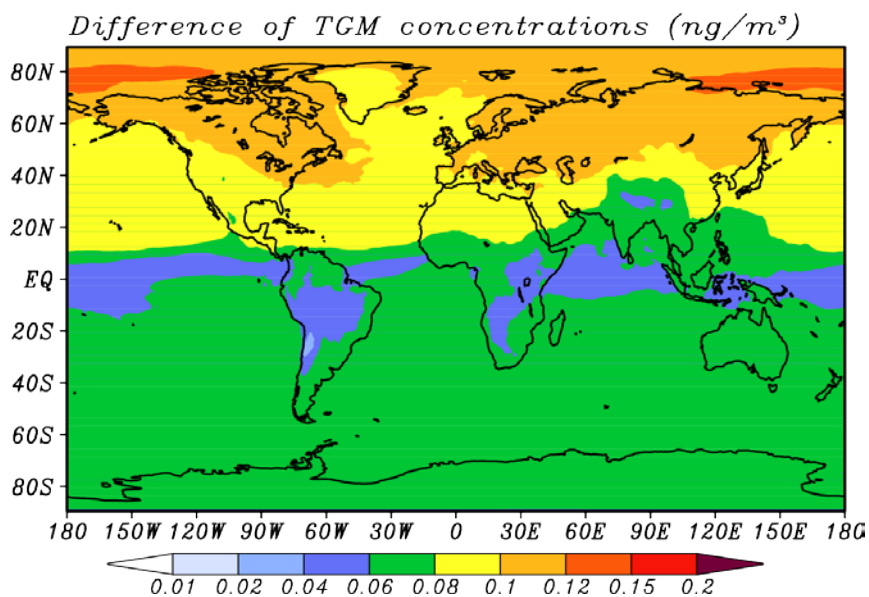 Difference of TGM concentrations (ng/m³)
80N
60N
40N
20N
EQ
20S
40S
60S
80S
180 150W 120W 90W 60W 30W 0 30E 60E 90E 120E 150E 180
0.01 0.02 0.04 0.06 0.08 0.1 0.12 0.15 0.2